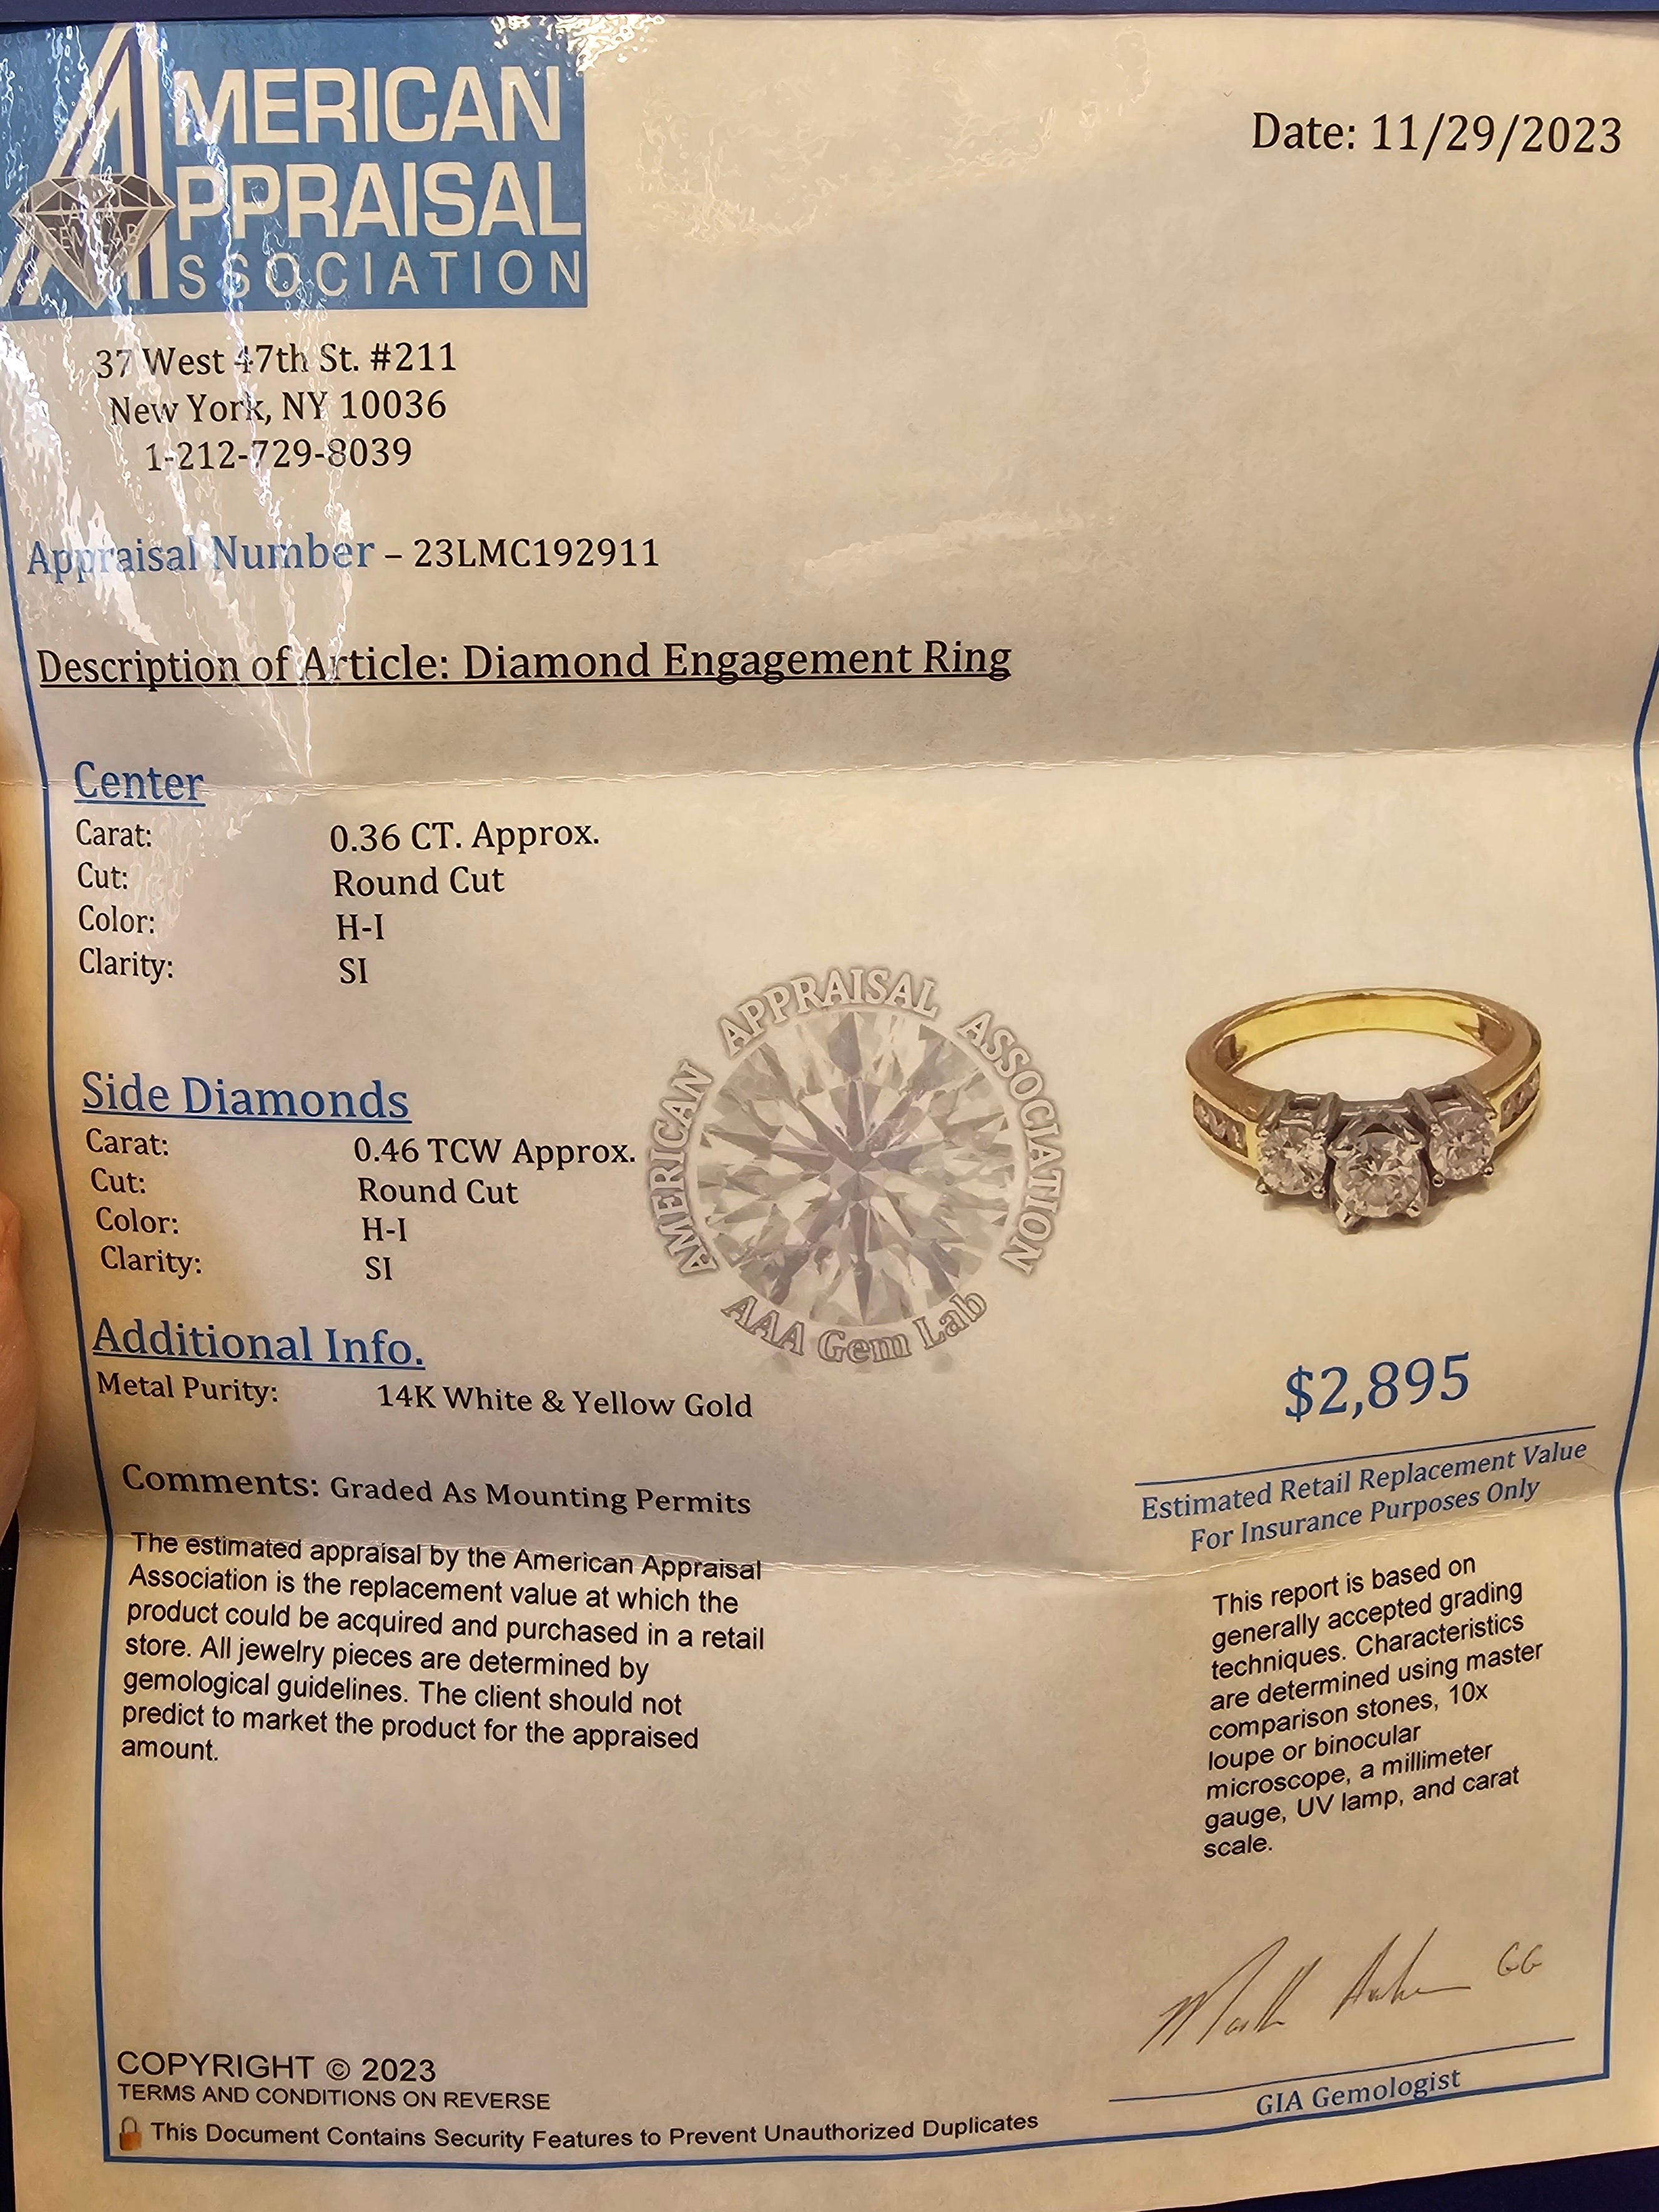 AMERICAN
APPRAISAL
ASSOCIATION
Date: 11/29/2023
37 West 47th St. #211
New York, NY 10036
1-212-729-8039
Appraisal Number – 23LMC192911
Description of Article: Diamond Engagement Ring
Center
Carat: 0.36 CT. Approx.
Cut: Round Cut
Color: H-I
Clarity: SI
Side Diamonds
Carat: 0.46 TCW Approx.
Cut: Round Cut
Color: H-I
Clarity: SI
AMERICAN APPRAISAL ASSOCIATION
AAA Gem Lab
Additional Info.
Metal Purity: 14K White & Yellow Gold
Comments: Graded As Mounting Permits
The estimated appraisal by the American Appraisal
Association is the replacement value at which the
product could be acquired and purchased in a retail
store. All jewelry pieces are determined by
gemological guidelines. The client should not
predict to market the product for the appraised
amount.
$2,895
Estimated Retail Replacement Value
For Insurance Purposes Only
This report is based on
generally accepted grading
techniques. Characteristics
are determined using master
comparison stones, 10x
loupe or binocular
microscope, a millimeter
gauge, UV lamp, and carat
scale.
GG
GIA Gemologist
COPYRIGHT © 2023
TERMS AND CONDITIONS ON REVERSE
This Document Contains Security Features to Prevent Unauthorized Duplicates